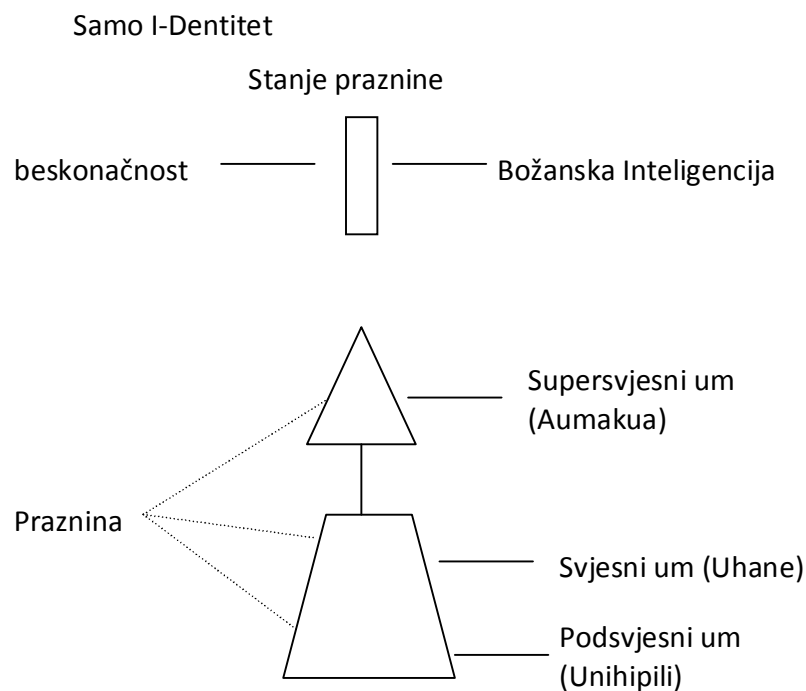 Samo I-Dentitet
Stanje praznine
beskonačnost
Božanska Inteligencija
Supersvjesni um
(Aumakua)
Praznina
Svjesni um (Uhane)
Podsvjesni um
(Unihipili)